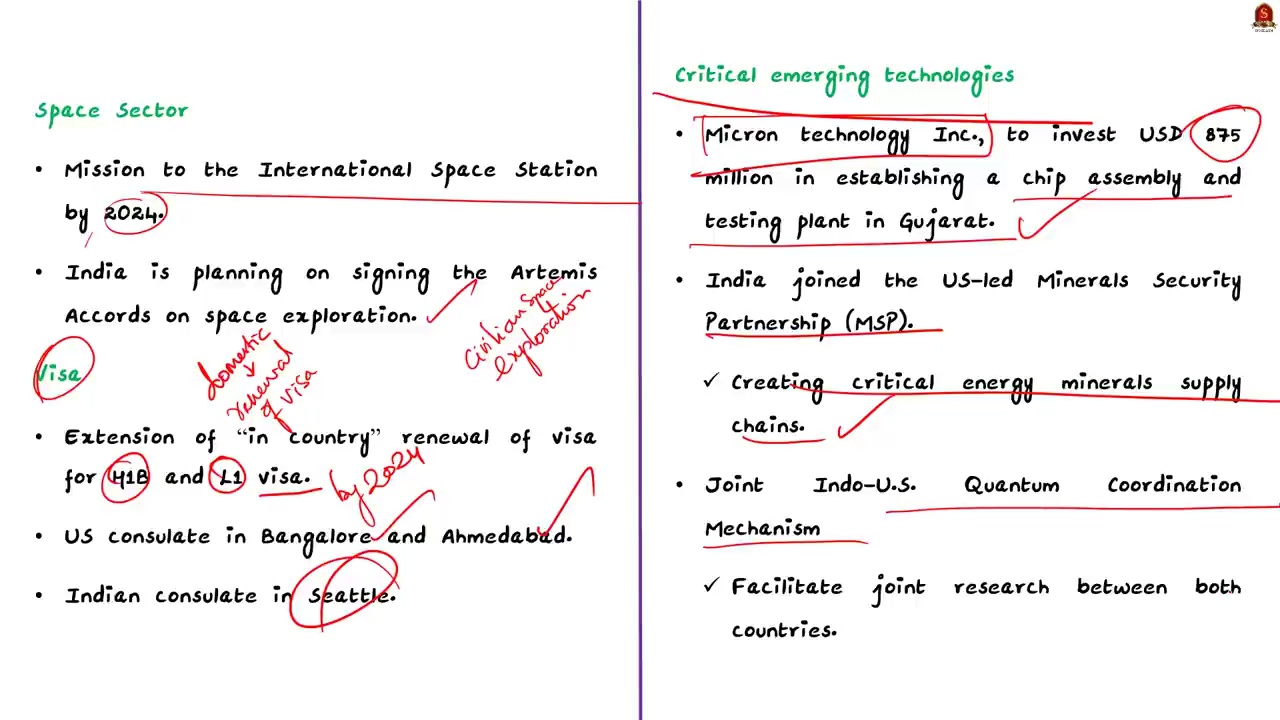 Space Sector
• Mission to the International Space Station
by 2024.
• India is planning on signing the Artemis
Accords on space exploration.
Civilian space
exploration
Visa
domestic
renewal
of visa
• Extension of “in country” renewal of visa
for H1B and L1 visa.
by 2024
• US consulate in Bangalore and Ahmedabad.
• Indian consulate in Seattle.
Critical emerging technologies
• Micron technology Inc., to invest USD 875
million in establishing a chip assembly and
testing plant in Gujarat.
• India joined the US-led Minerals Security
Partnership (MSP).
✓ Creating critical energy minerals supply
chains.
• Joint Indo-U.S. Quantum Coordination
Mechanism
✓ Facilitate joint research between both
countries.